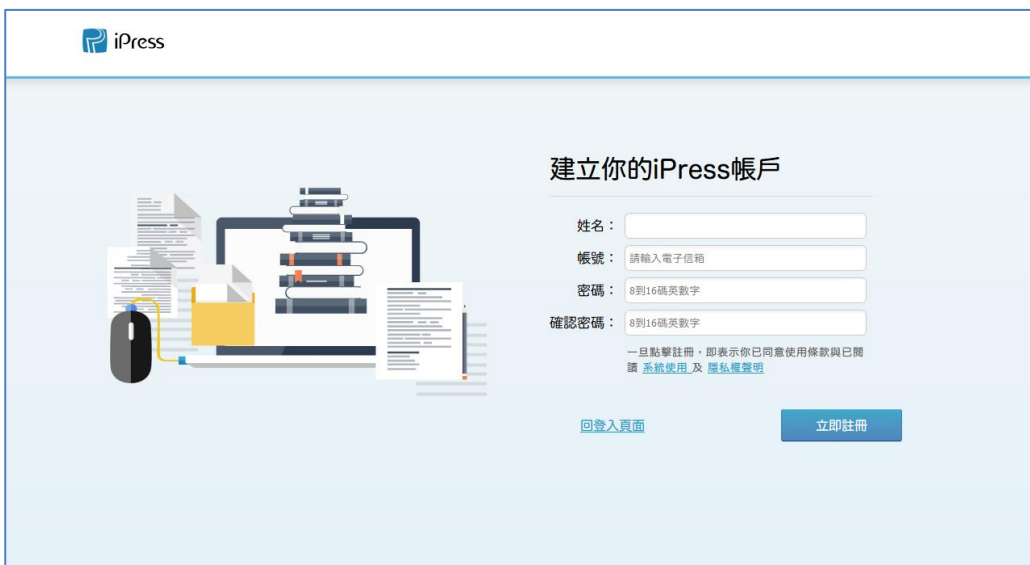 iPress
建立你的iPress帳戶
姓名：
帳號： 請輸入電子信箱
密碼： 8到16碼英數字
確認密碼： 8到16碼英數字
一旦點擊註冊，即表示你已同意使用條款與已閱
讀 系統使用 及 隱私權聲明
回登入頁面 立即註冊